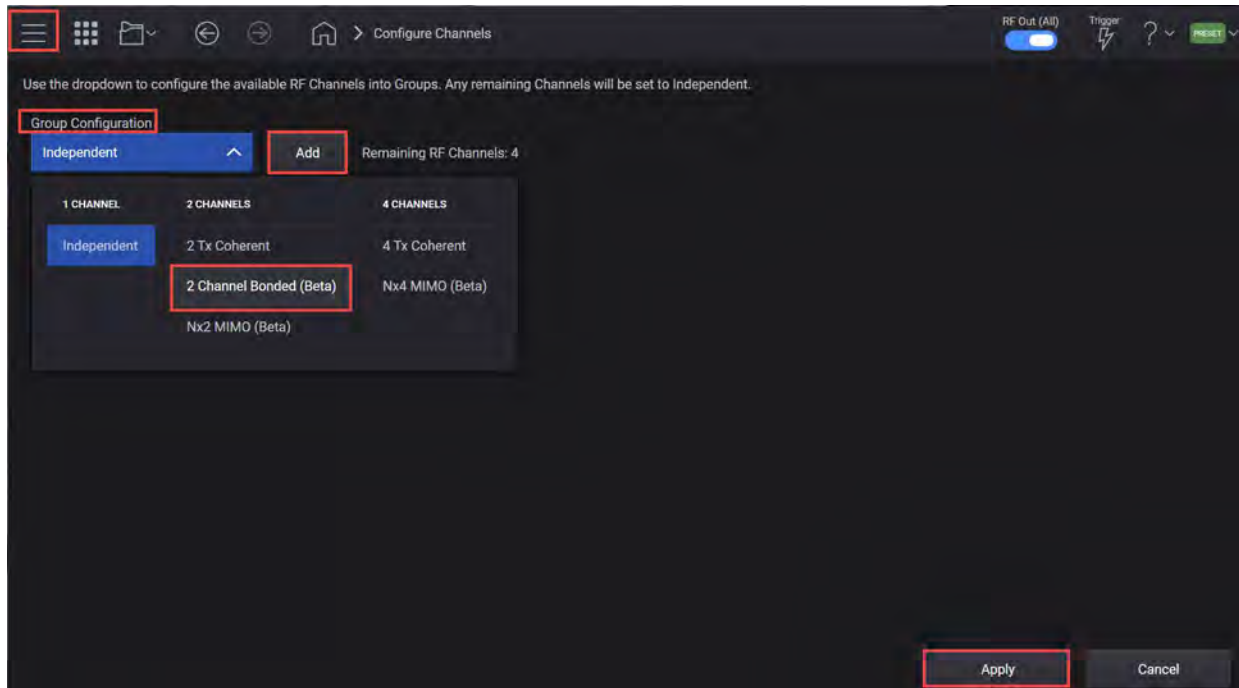 RF Out (All)
Trigger
Configure Channels
PRESET
Use the dropdown to configure the available RF Channels into Groups. Any remaining Channels will be set to Independent.
Group Configuration
Independent
Add
Remaining RF Channels: 4
1 CHANNEL
2 CHANNELS
4 CHANNELS
Independent
2 Tx Coherent
4 Tx Coherent
2 Channel Bonded (Beta)
Nx4 MIMO (Beta)
Nx2 MIMO (Beta)
Apply
Cancel